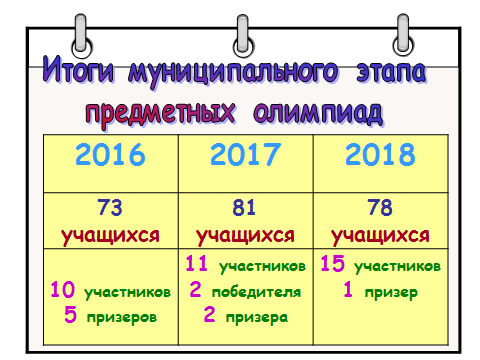 Итоги муниципального этапа
предметных олимпиад
2016 2017 2018
73 81 78
учащихся учащихся учащихся
10 участников
5 призеров
11 участников
2 победителя
2 призера
15 участников
1 призер